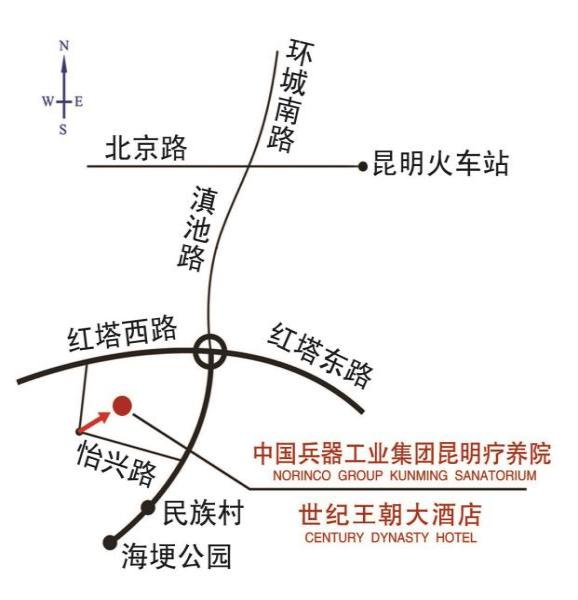 N
W E
S
环城南路
北京路
昆明火车站
滇池路
红塔西路
红塔东路
怡兴路
中国兵器工业集团昆明疗养院
NORINCO GROUP KUNMING SANATORIUM
世纪王朝大酒店
CENTURY DYNASTY HOTEL
民族村
海埂公园